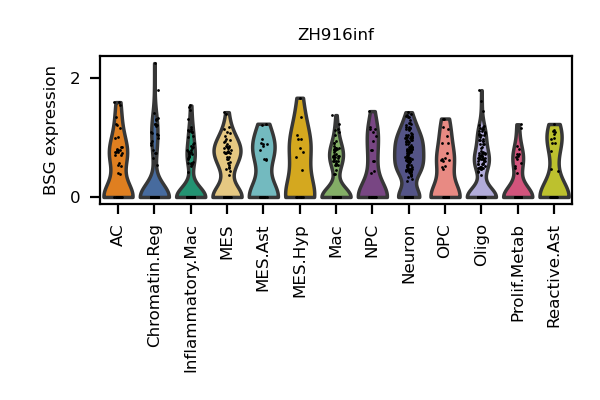 ZH916inf
BSG expression
2
0
AC
Chromatin.Reg
Inflammatory.Mac
MES
MES.Ast
MES.Hyp
Mac
NPC
Neuron
OPC
Oligo
Prolif.Metab
Reactive.Ast